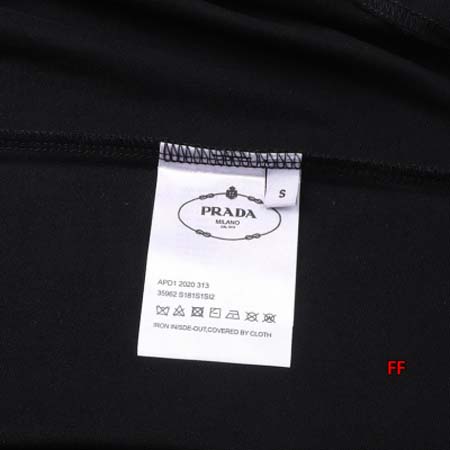 S
PRADA
MILANO
APD1 2020 313
35962 S181S1SI2
IRON INSIDE-OUT,COVERED BY CLOTH
FF